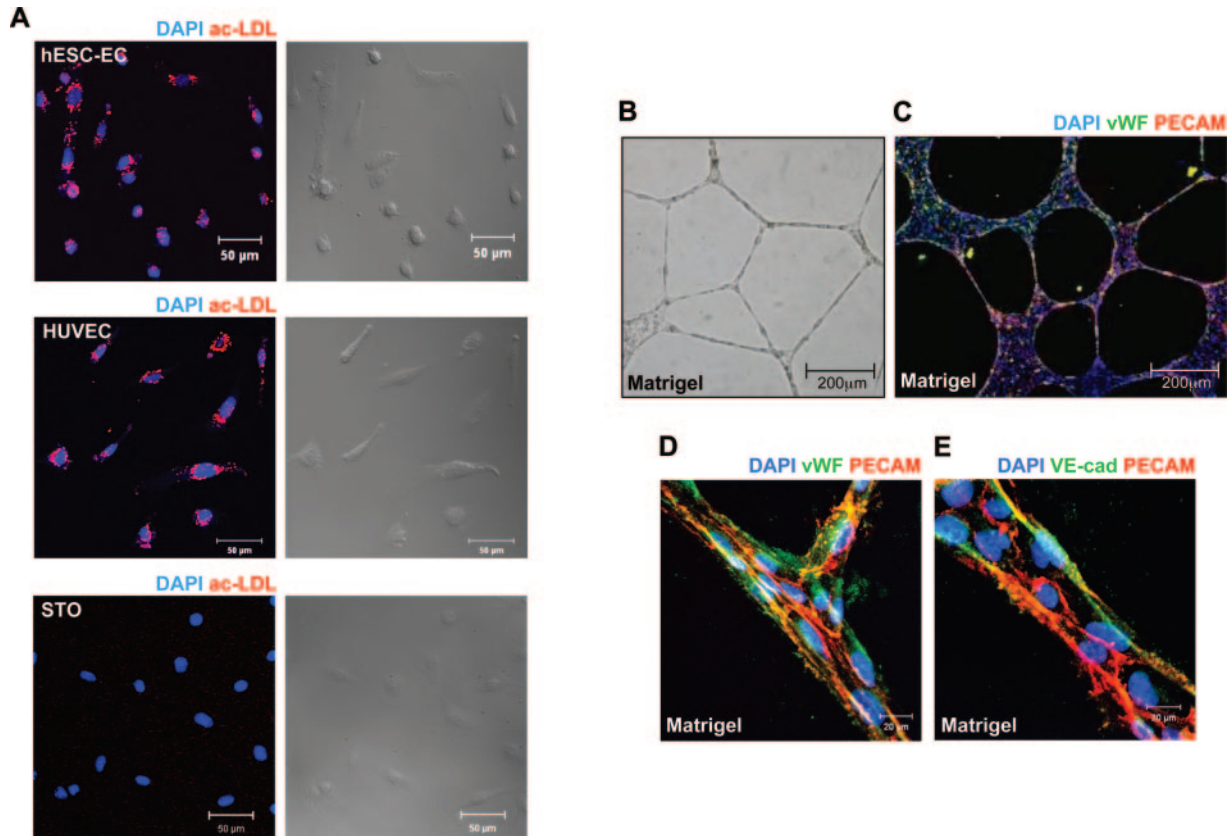 A
DAPI ac-LDL
hESC-EC
50 µm
50 µm
DAPI ac-LDL
HUVEC
50 µm
50 µm
DAPI ac-LDL
STO
50 µm
50 µm
B
Matrigel
200µm
C
DAPI vWF PECAM
Matrigel
200µm
D
DAPI vWF PECAM
Matrigel
20 µm
E
DAPI VE-cad PECAM
Matrigel